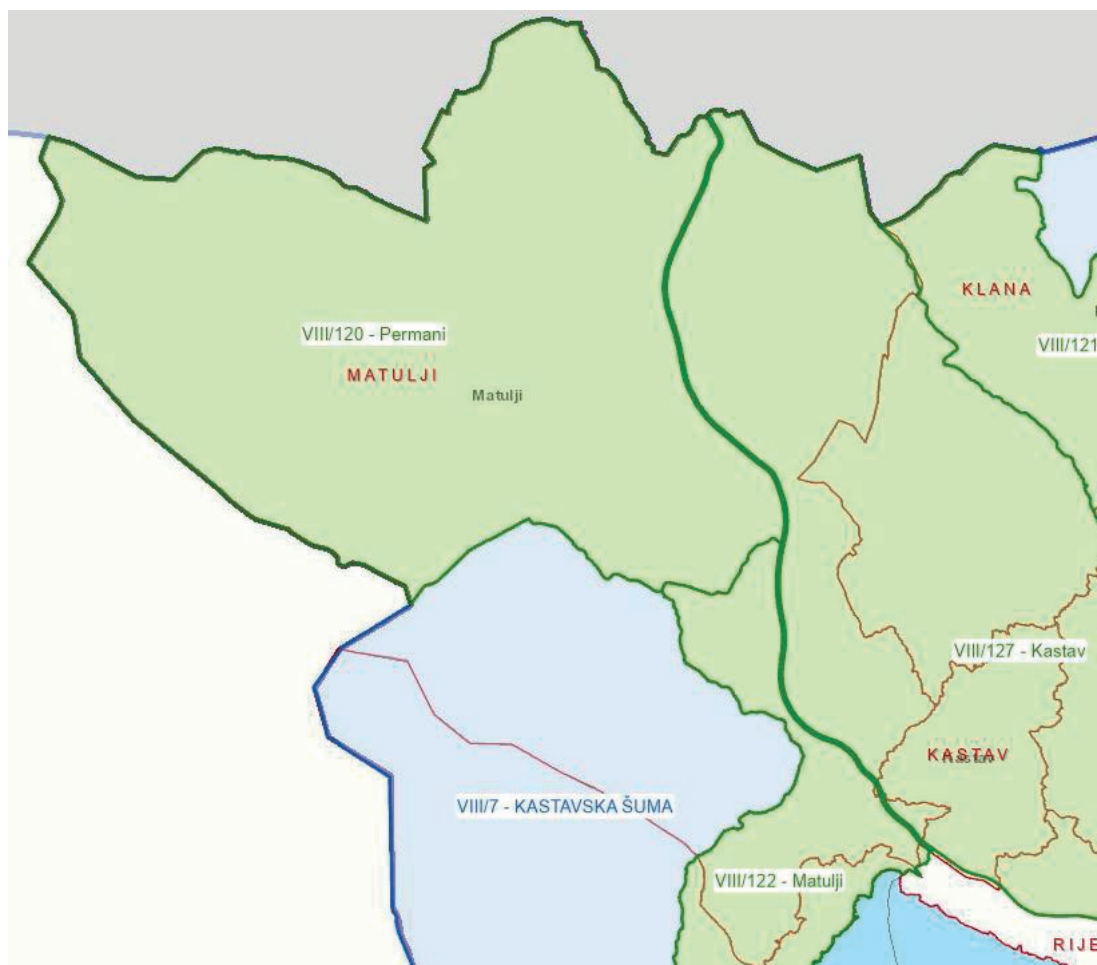 KLANA
VIII/120 - Permani
VIII/121
MATULJI
Matulji
VIII/127 - Kastav
KASTAV
Kastav
VIII/7 - KASTAVSKA ŠUMA
VIII/122 - Matulji
RIJE